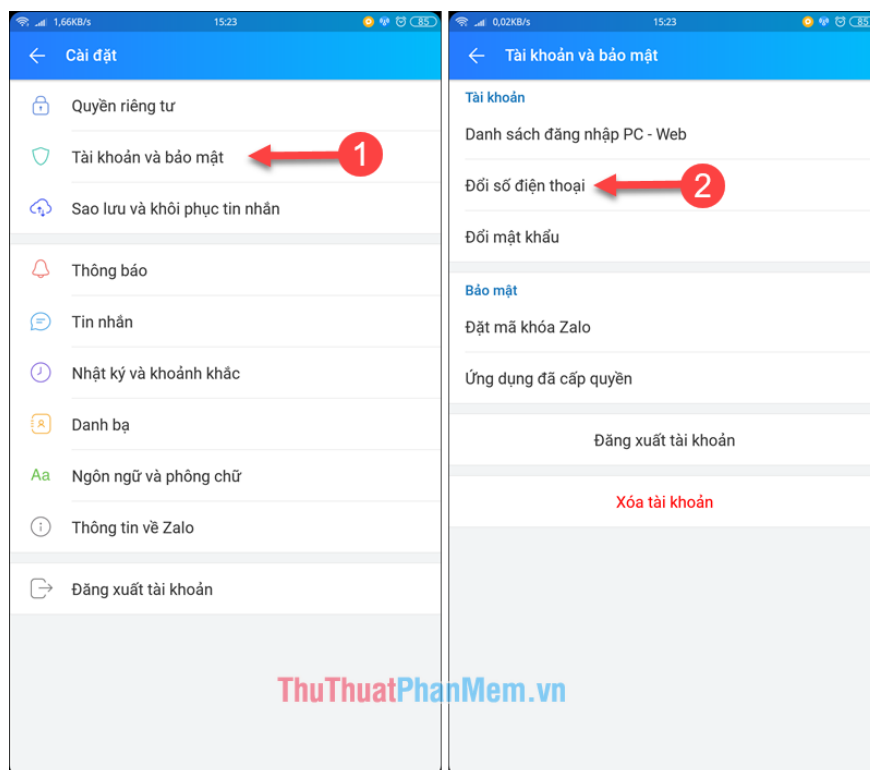 1,66KB/s 15:23 85
Cài đặt
Quyền riêng tư
Tài khoản và bảo mật 1
Sao lưu và khôi phục tin nhắn
Thông báo
Tin nhắn
Nhật ký và khoảnh khắc
Danh bạ
Aa Ngôn ngữ và phông chữ
Thông tin về Zalo
Đăng xuất tài khoản
0,02KB/s 15:23 85
Tài khoản và bảo mật
Tài khoản
Danh sách đăng nhập PC - Web
Đổi số điện thoại 2
Đổi mật khẩu
Bảo mật
Đặt mã khóa Zalo
Ứng dụng đã cấp quyền
Đăng xuất tài khoản
Xóa tài khoản
ThuThuatPhanMem.vn